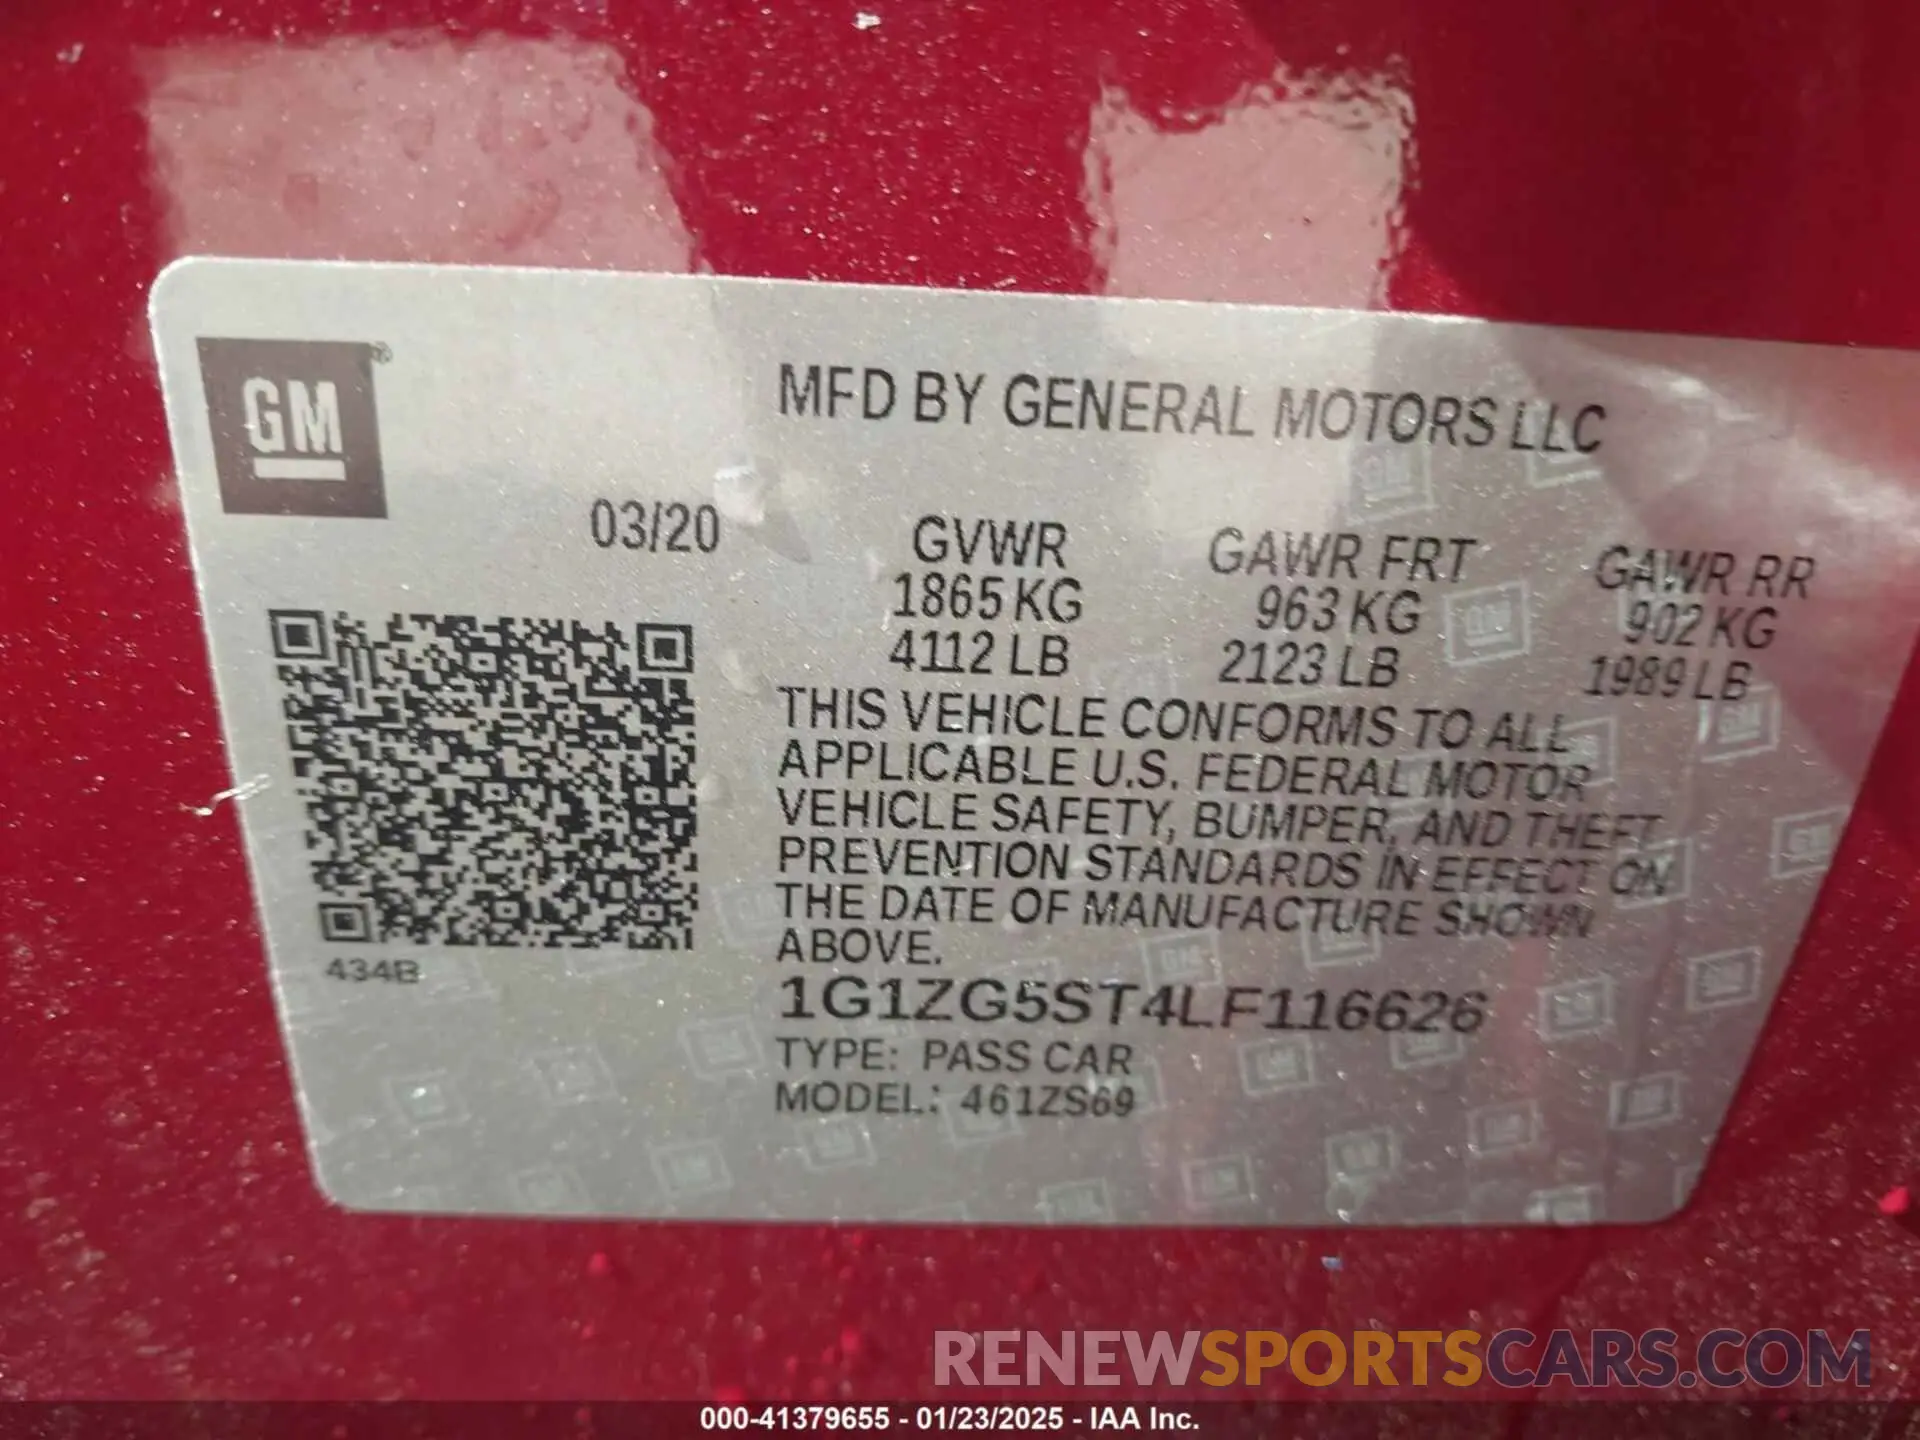 GM®
MFD BY GENERAL MOTORS LLC
03/20
GVWR GAWR FRT GAWR RR
1865 KG 963 KG 902 KG
4112 LB 2123 LB 1989 LB
THIS VEHICLE CONFORMS TO ALL
APPLICABLE U.S. FEDERAL MOTOR
VEHICLE SAFETY, BUMPER, AND THEFT
PREVENTION STANDARDS IN EFFECT ON
THE DATE OF MANUFACTURE SHOWN
ABOVE.
434B
1G1ZG5ST4LF116626
TYPE: PASS CAR
MODEL: 461ZS69
RENEWSPORTSCARS.COM
000-41379655 - 01/23/2025 - IAA Inc.